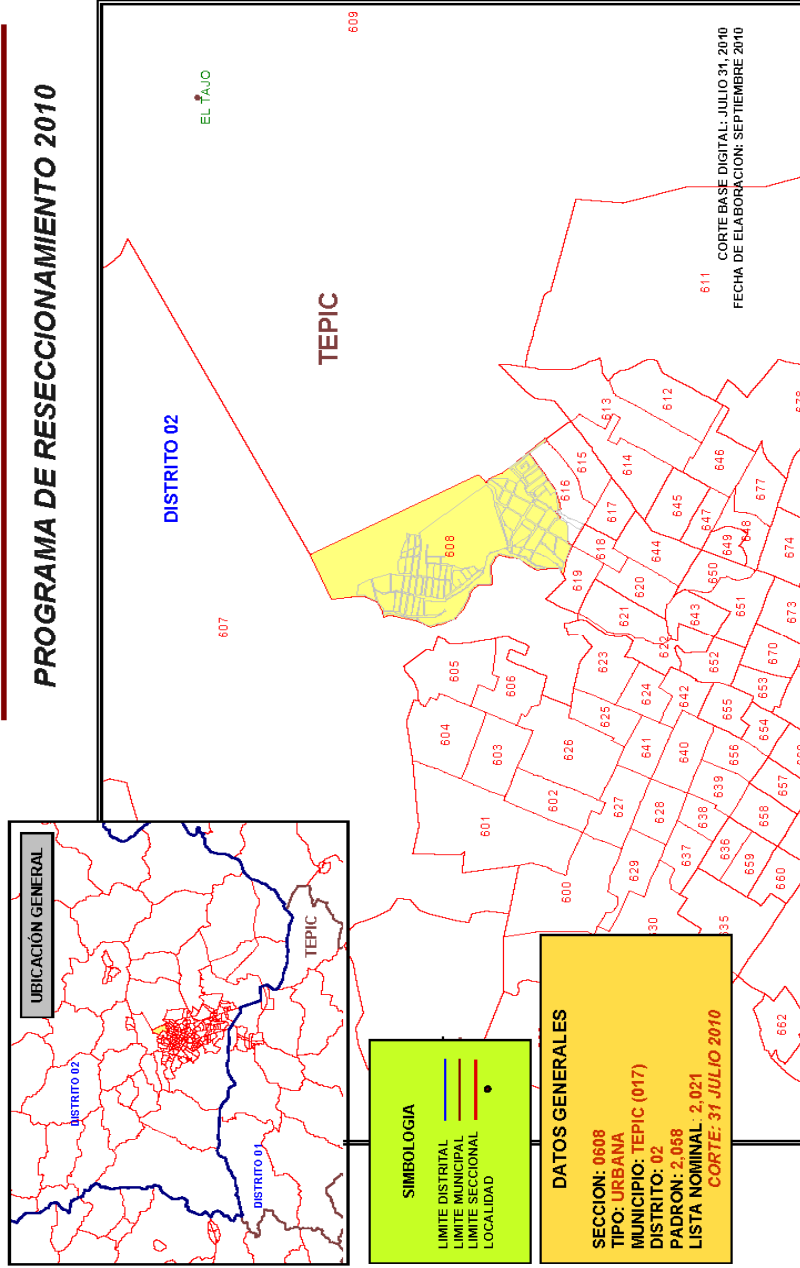 PROGRAMA DE RESECCIONAMIENTO 2010
UBICACIÓN GENERAL
DISTRITO 02
DISTRITO 01
TEPIC
SIMBOLOGIA
LIMITE DISTRITAL
LIMITE MUNICIPAL
LIMITE SECCIONAL
LOCALIDAD
DATOS GENERALES
SECCION: 0608
TIPO: URBANA
MUNICIPIO: TEPIC (017)
DISTRITO: 02
PADRON: 2,058
LISTA NOMINAL: 2,021
CORTE: 31 JULIO 2010
DISTRITO 02
TEPIC
EL TAJO
609
607
608
611
605
606
604
603
626
602
601
600
623
625
624
642
641
640
627
628
629
639
638
637
636
659
660
658
657
656
655
654
653
652
670
673
674
651
650
649
648
647
677
646
645
644
643
622
621
620
619
618
617
616
615
614
613
612
635
662
CORTE BASE DIGITAL: JULIO 31, 2010
FECHA DE ELABORACION: SEPTIEMBRE 2010